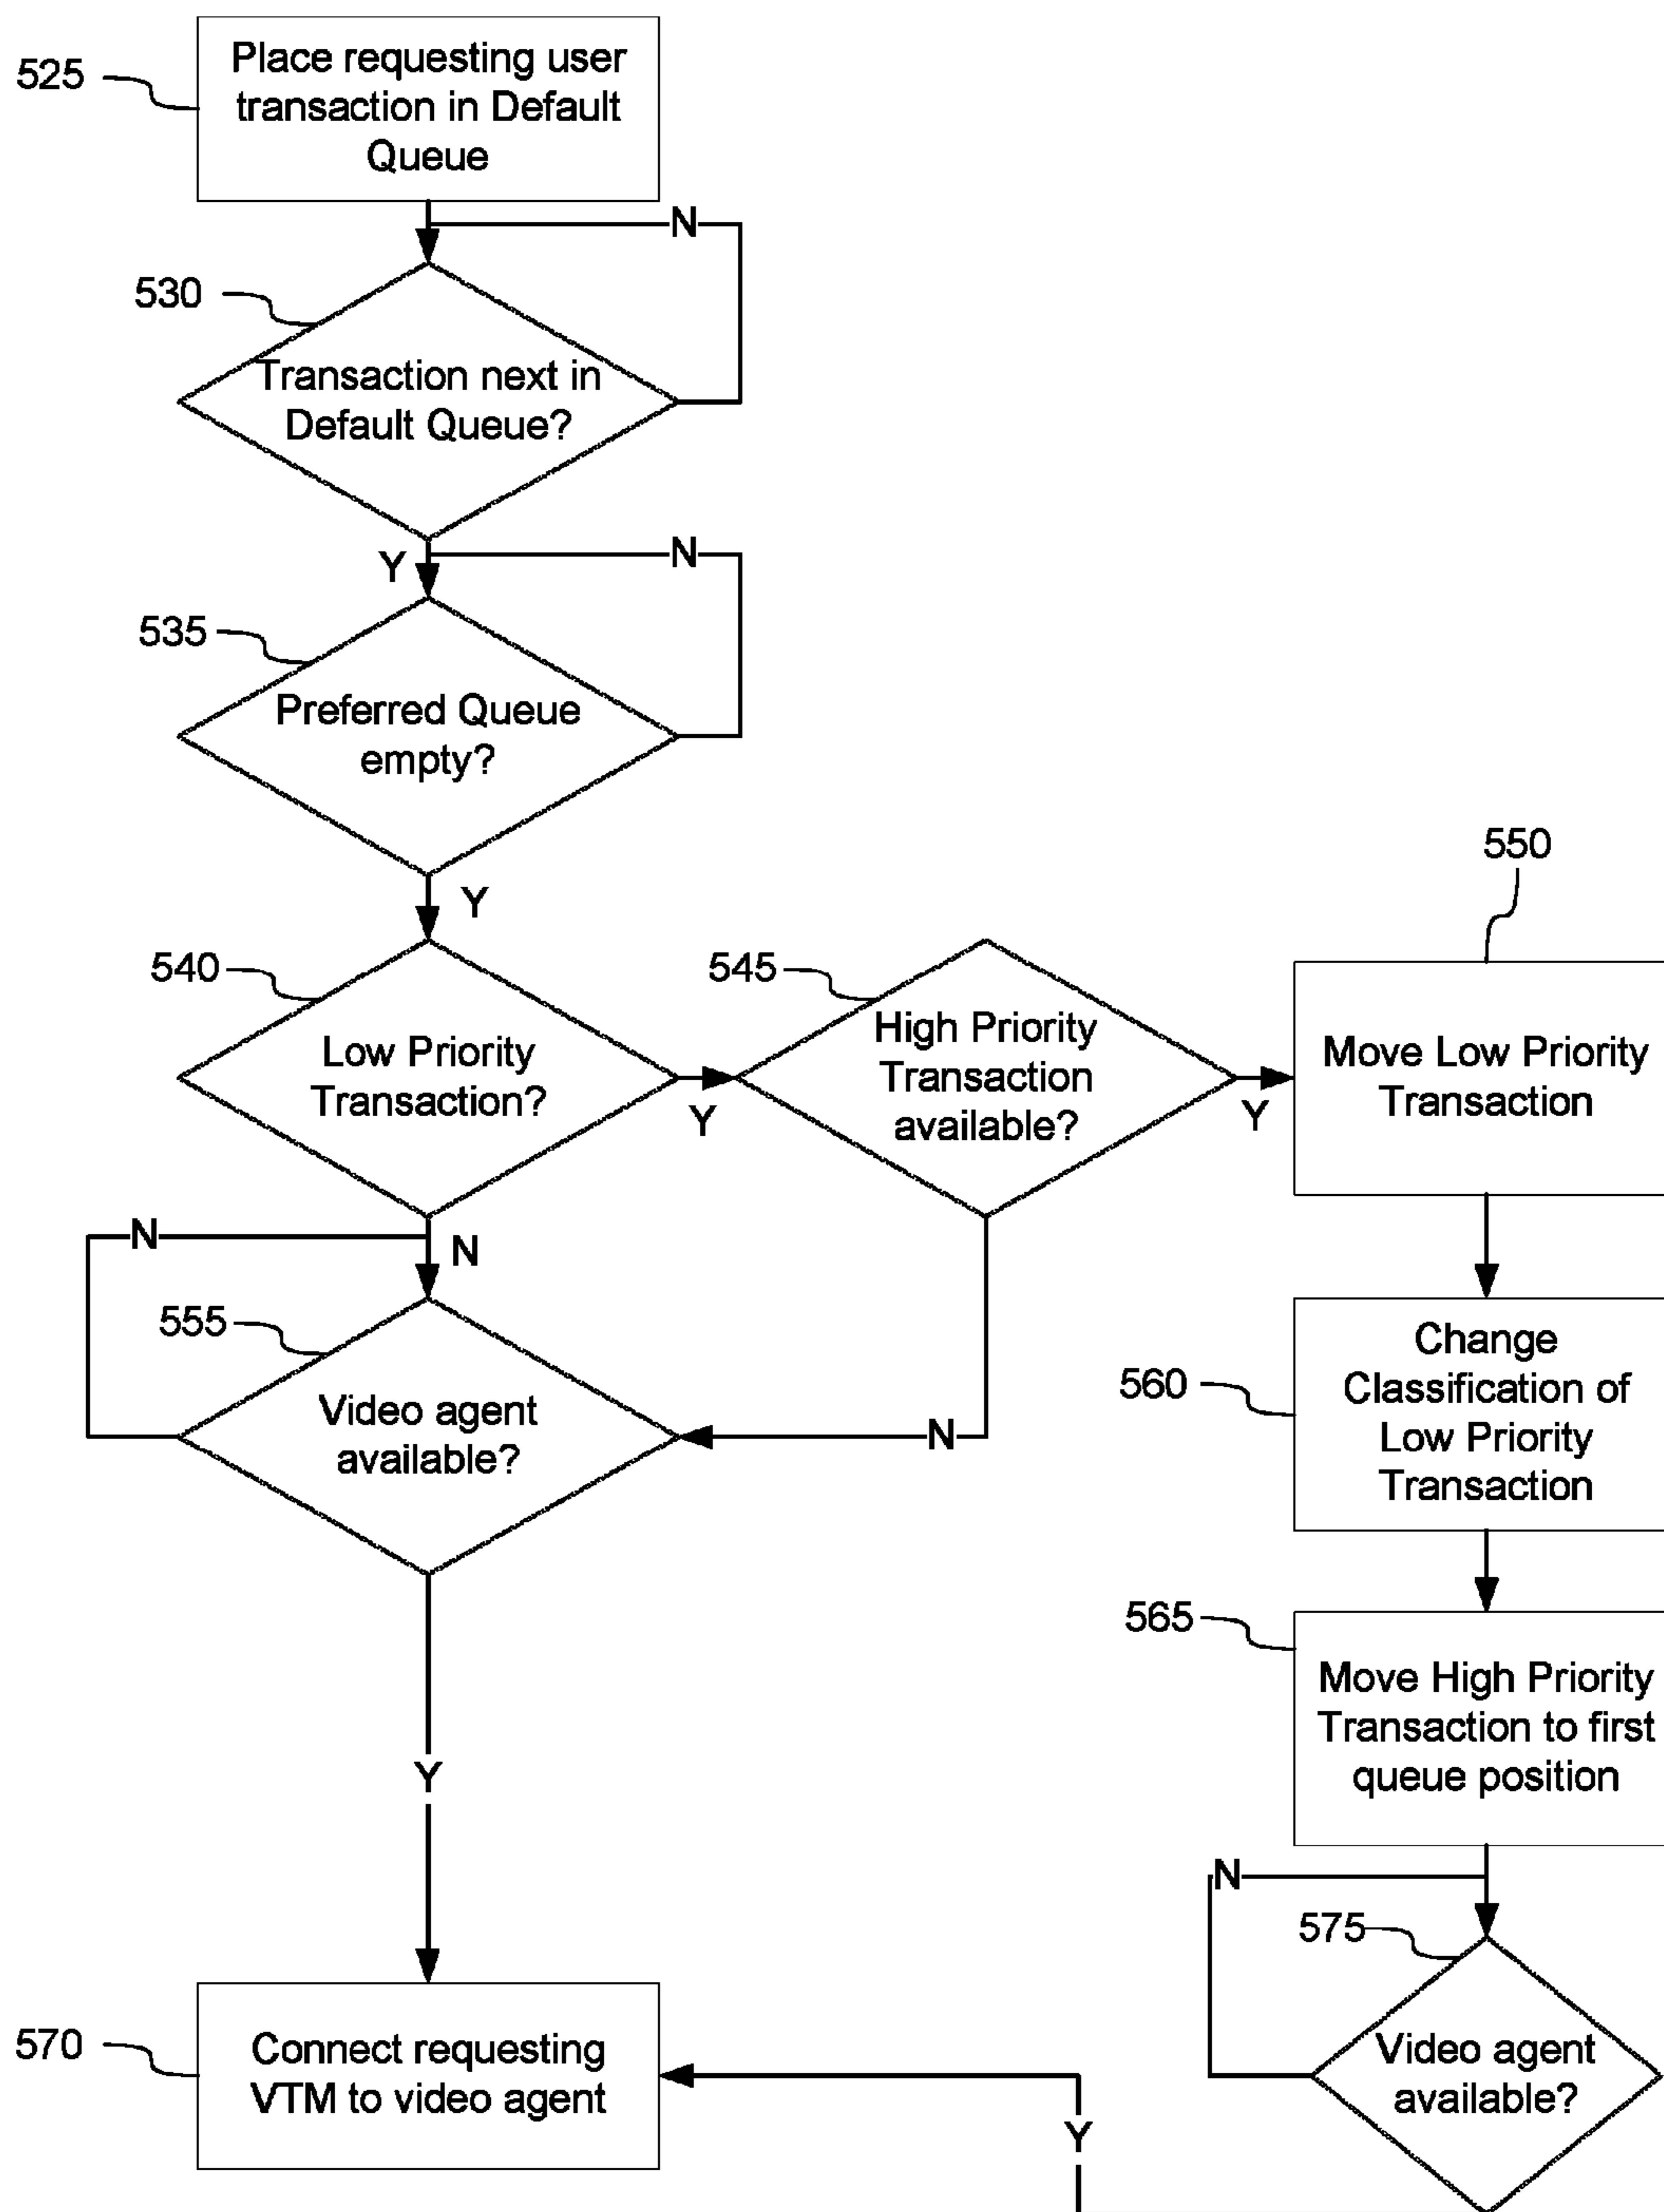 525
Place requesting user
transaction in Default
Queue
N
530
Transaction next in
Default Queue?
Y
N
535
Preferred Queue
empty?
Y
540
Low Priority
Transaction?
Y
545
High Priority
Transaction
available?
Y
550
Move Low Priority
Transaction
N
N
555
Video agent
available?
N
560
Change
Classification of
Low Priority
Transaction
565
Move High Priority
Transaction to first
queue position
Y
N
575
Video agent
available?
570
Connect requesting
VTM to video agent
Y